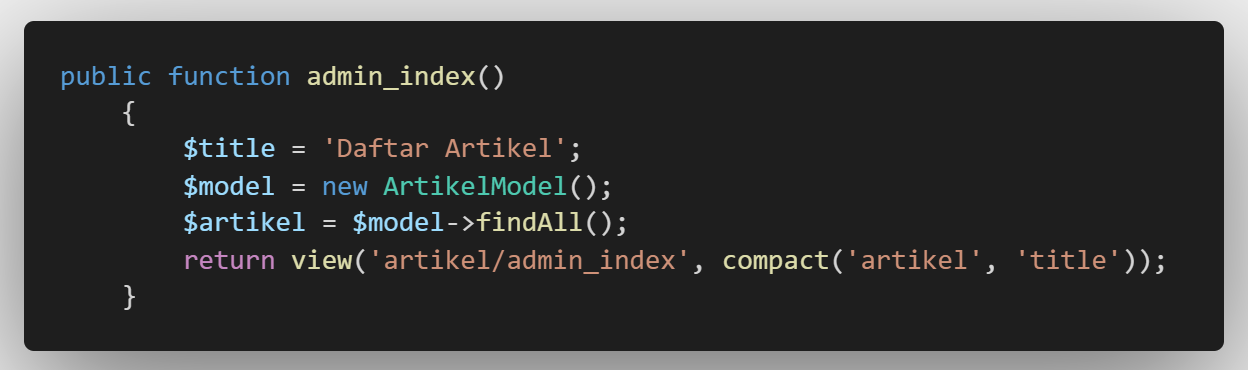 public function admin_index()
    {
        $title = 'Daftar Artikel';
        $model = new ArtikelModel();
        $artikel = $model->findAll();
        return view('artikel/admin_index', compact('artikel', 'title'));
    }